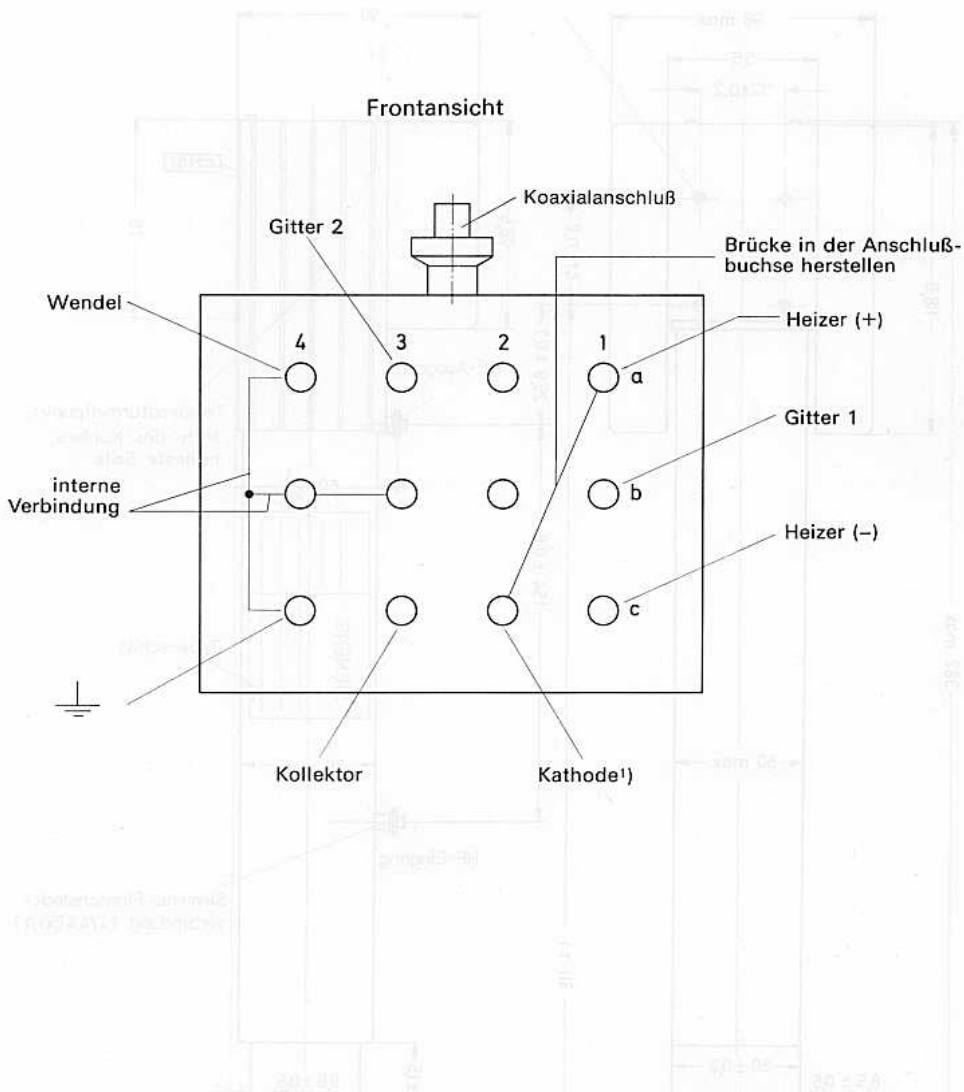 Frontansicht
Koaxialanschluß
Gitter 2
Brücke in der Anschluß-
buchse herstellen
Wendel
Heizer (+)
4 3 2 1
a
Gitter 1
b
interne
Verbindung
Heizer (–)
c
Kollektor
Kathode¹)